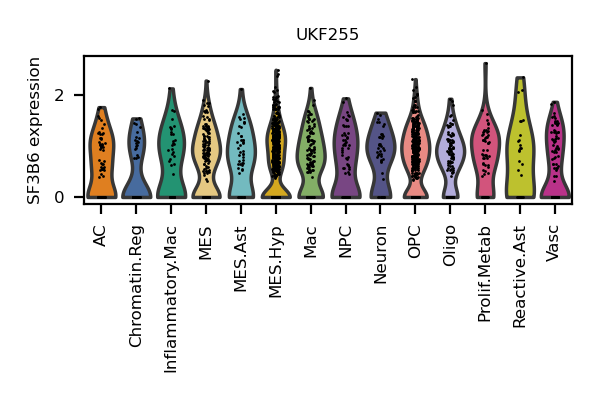 UKF255
SF3B6 expression
2
0
AC
Chromatin.Reg
Inflammatory.Mac
MES
MES.Ast
MES.Hyp
Mac
NPC
Neuron
OPC
Oligo
Prolif.Metab
Reactive.Ast
Vasc